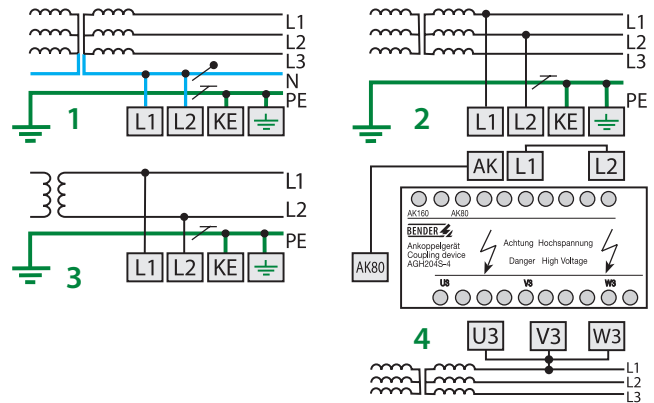 L1
L2
L3
N
PE
1
L1 L2 KE
L1
L2
L3
PE
2
L1 L2 KE
L1
L2
PE
3
L1 L2 KE
AK L1 L2
AK80
AK160 AK80
BENDER
Ankoppelgerät
Coupling device
AGH204S-4
Achtung Hochspannung
Danger High Voltage
U3 V3 W3
4
U3 V3 W3
L1
L2
L3